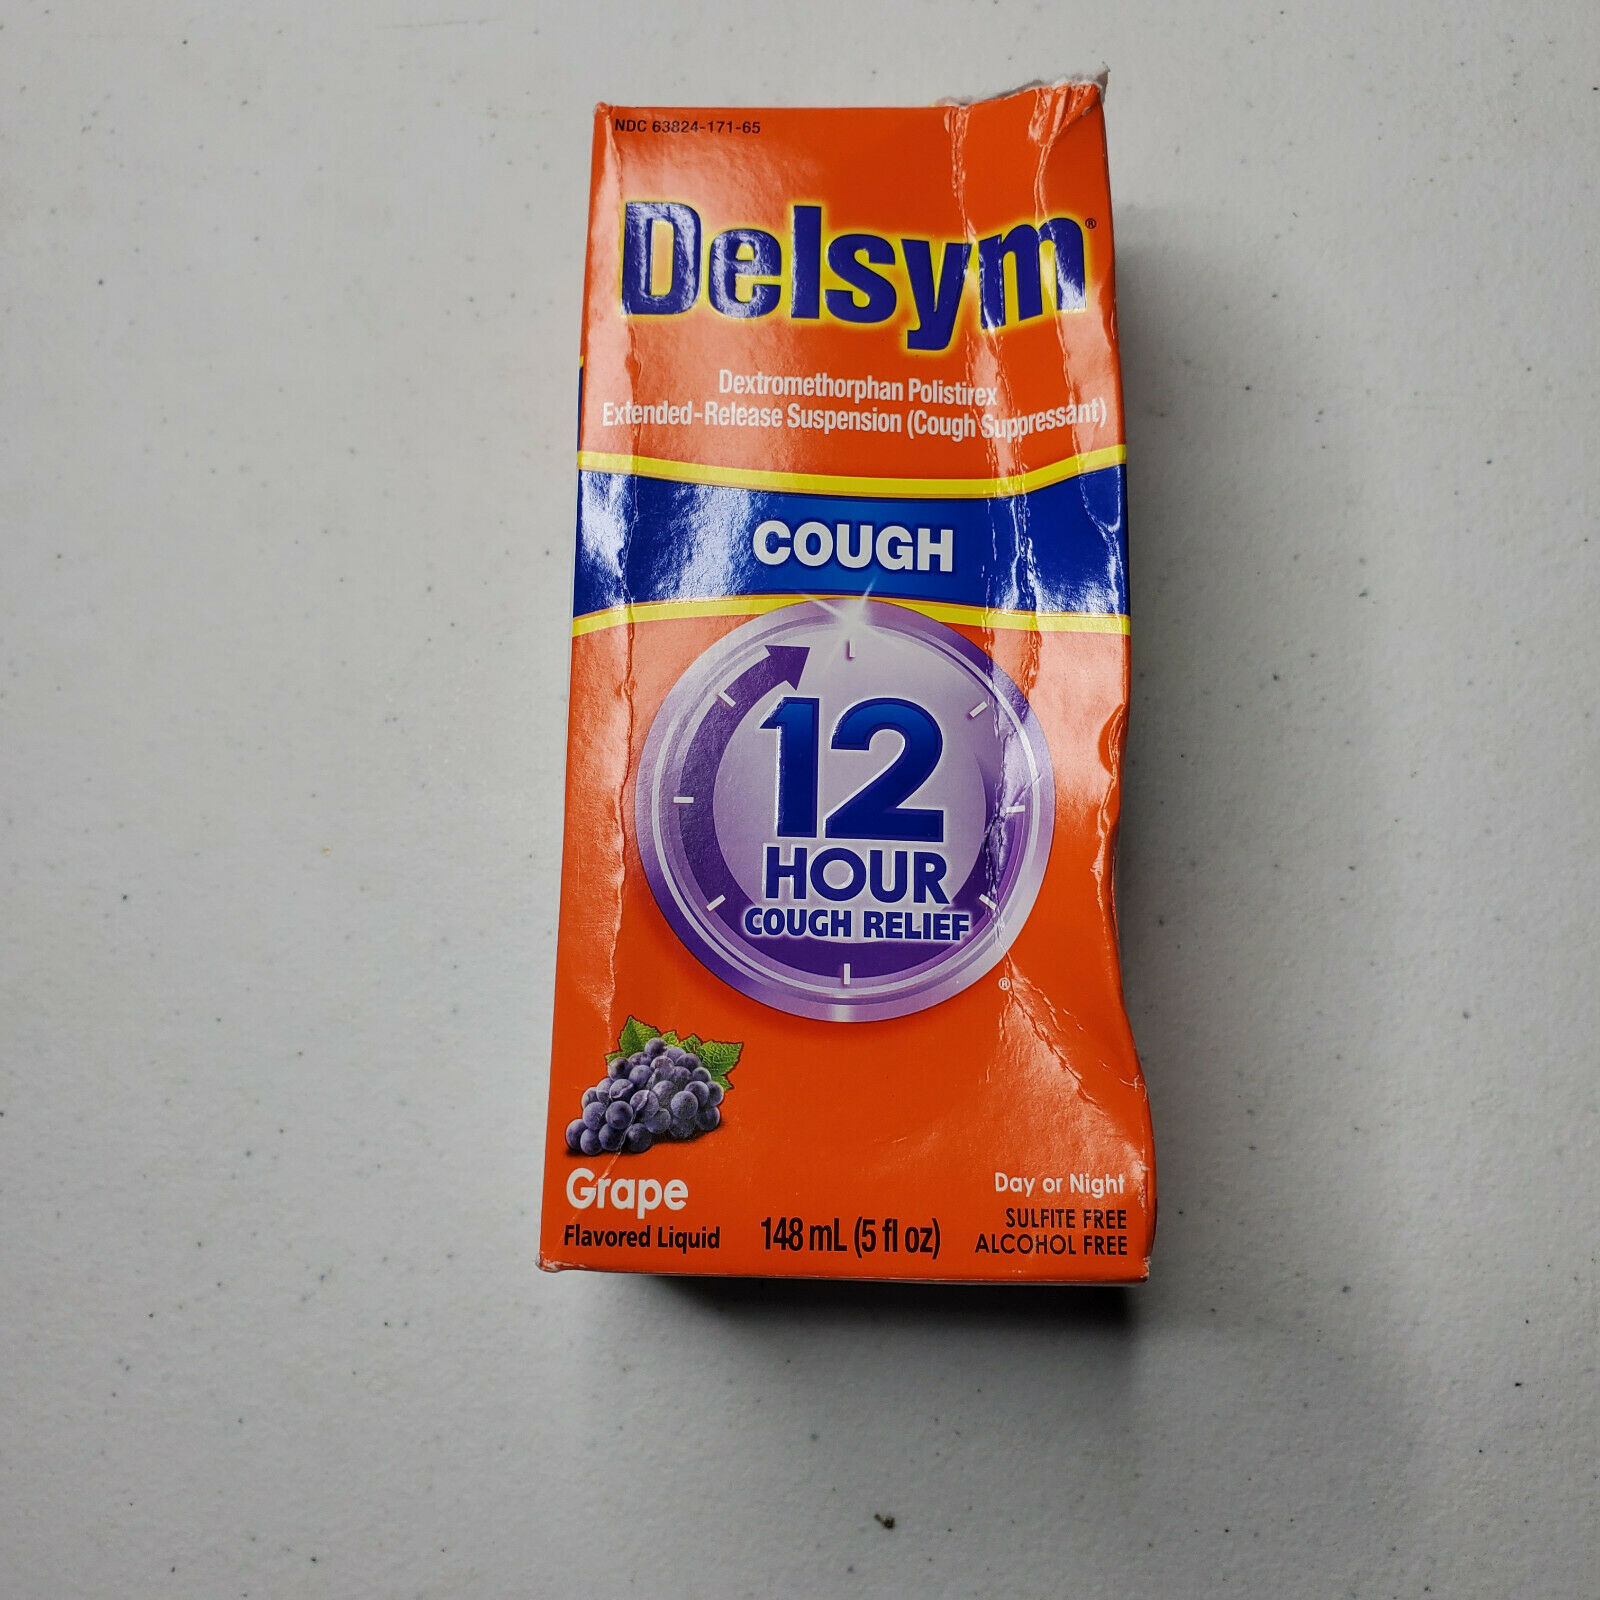 NDC 63824-171-65
Delsym®
Dextromethorphan Polistirex
Extended-Release Suspension (Cough Suppressant)
COUGH
12
HOUR
COUGH RELIEF
®
Grape
Flavored Liquid
148 mL (5 fl oz)
Day or Night
SULFITE FREE
ALCOHOL FREE